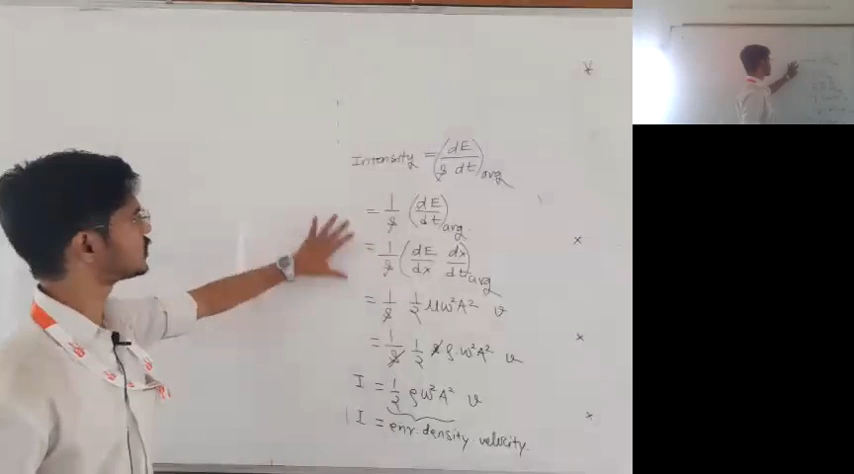 Intensity = (dE / s dt)avg
= 1/s (dE/dt)avg
= 1/s (dE/dx dx/dt)avg
= 1/s 1/2 μω²A² v
= 1/s 1/2 s ρ. ω²A² v
I = 1/2 ρω²A² v
I = enr. density velocity.